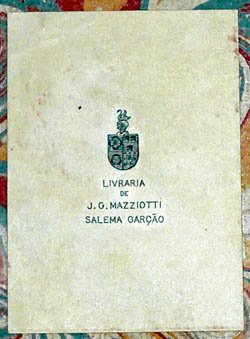 LIVRARIA
DE
J. G. MAZZIOTTI
SALEMA GARÇÃO